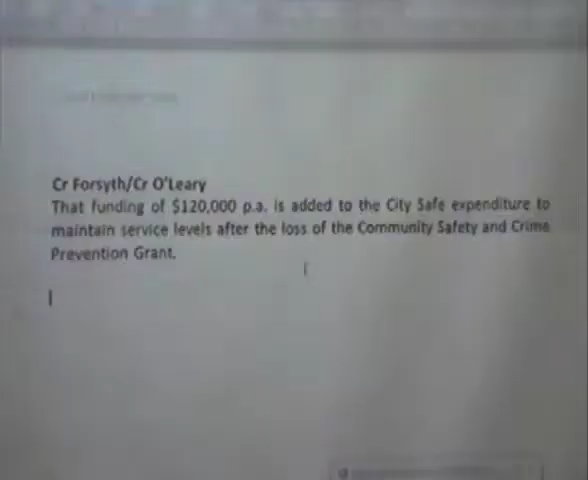 Cr Forsyth/Cr O'Leary
That funding of $120,000 p.a. is added to the City Safe expenditure to
maintain service levels after the loss of the Community Safety and Crime
Prevention Grant.